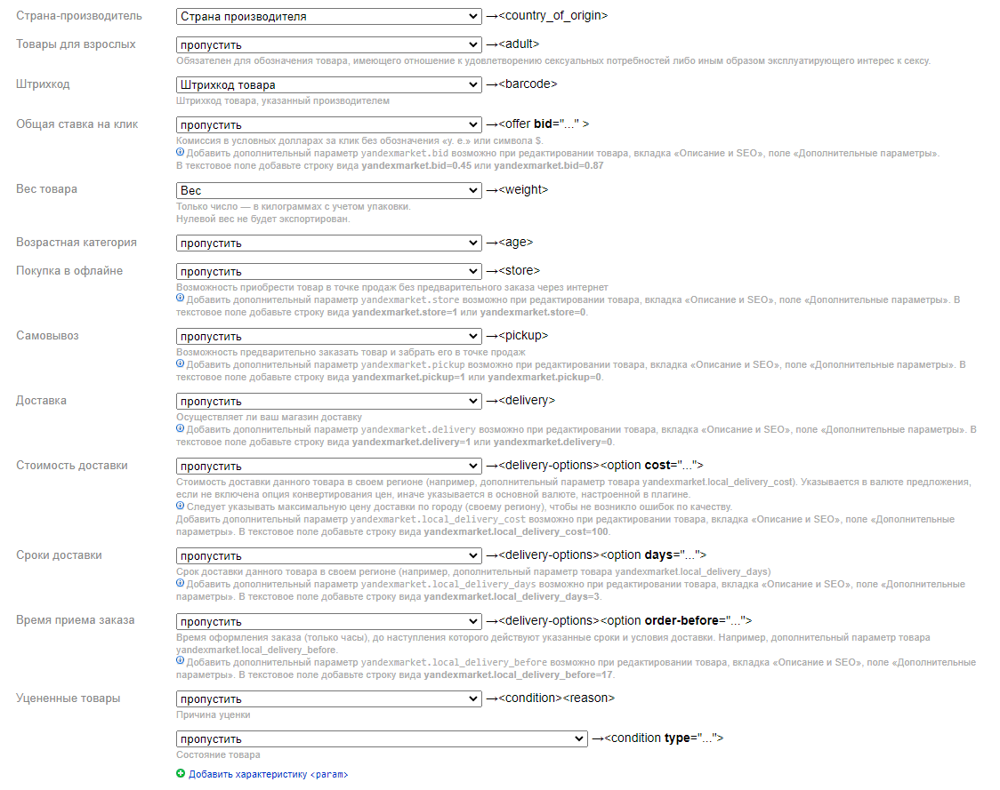 Страна-производитель Страна производителя →<country_of_origin>
Товары для взрослых пропустить →<adult>
Обязателен для обозначения товара, имеющего отношение к удовлетворению сексуальных потребностей либо иным образом эксплуатирующего интерес к сексу.
Штрихкод Штрихкод товара →<barcode>
Штрихкод товара, указанный производителем
Общая ставка на клик пропустить →<offer bid="..." >
Комиссия в условных долларах за клик без обозначения «у. е.» или символа $.
Добавить дополнительный параметр yandexmarket.bid возможно при редактировании товара, вкладка «Описание и SEO», поле «Дополнительные параметры».
В текстовое поле добавьте строку вида yandexmarket.bid=0.45 или yandexmarket.bid=0.87
Вес товара Вес →<weight>
Только число — в килограммах с учетом упаковки.
Нулевой вес не будет экспортирован.
Возрастная категория пропустить →<age>
Покупка в офлайне пропустить →<store>
Возможность приобрести товар в точке продаж без предварительного заказа через интернет
Добавить дополнительный параметр yandexmarket.store возможно при редактировании товара, вкладка «Описание и SEO», поле «Дополнительные параметры». В
текстовое поле добавьте строку вида yandexmarket.store=1 или yandexmarket.store=0.
Самовывоз пропустить →<pickup>
Возможность предварительно заказать товар и забрать его в точке продаж
Добавить дополнительный параметр yandexmarket.pickup возможно при редактировании товара, вкладка «Описание и SEO», поле «Дополнительные параметры». В
текстовое поле добавьте строку вида yandexmarket.pickup=1 или yandexmarket.pickup=0.
Доставка пропустить →<delivery>
Осуществляет ли ваш магазин доставку
Добавить дополнительный параметр yandexmarket.delivery возможно при редактировании товара, вкладка «Описание и SEO», поле «Дополнительные параметры». В
текстовое поле добавьте строку вида yandexmarket.delivery=1 или yandexmarket.delivery=0.
Стоимость доставки пропустить →<delivery-options><option cost="...">
Стоимость доставки данного товара в своем регионе (например, дополнительный параметр товара yandexmarket.local_delivery_cost). Указывается в валюте предложения,
если не включена опция конвертирования цен, иначе указывается в основной валюте, настроенной в плагине.
Следует указывать максимальную цену доставки по городу (своему региону), чтобы не возникло ошибок по качеству.
Добавить дополнительный параметр yandexmarket.local_delivery_cost возможно при редактировании товара, вкладка «Описание и SEO», поле «Дополнительные
параметры». В текстовое поле добавьте строку вида yandexmarket.local_delivery_cost=100.
Сроки доставки пропустить →<delivery-options><option days="...">
Срок доставки данного товара в своем регионе (например, дополнительный параметр товара yandexmarket.local_delivery_days)
Добавить дополнительный параметр yandexmarket.local_delivery_days возможно при редактировании товара, вкладка «Описание и SEO», поле «Дополнительные
параметры». В текстовое поле добавьте строку вида yandexmarket.local_delivery_days=3.
Время приема заказа пропустить →<delivery-options><option order-before="...">
Время оформления заказа (только часы), до наступления которого действуют указанные сроки и условия доставки. Например, дополнительный параметр товара
yandexmarket.local_delivery_before.
Добавить дополнительный параметр yandexmarket.local_delivery_before возможно при редактировании товара, вкладка «Описание и SEO», поле «Дополнительные
параметры». В текстовое поле добавьте строку вида yandexmarket.local_delivery_before=17.
Уцененные товары пропустить →<condition><reason>
Причина уценки
пропустить →<condition type="...">
Состояние товара
Добавить характеристику <param>